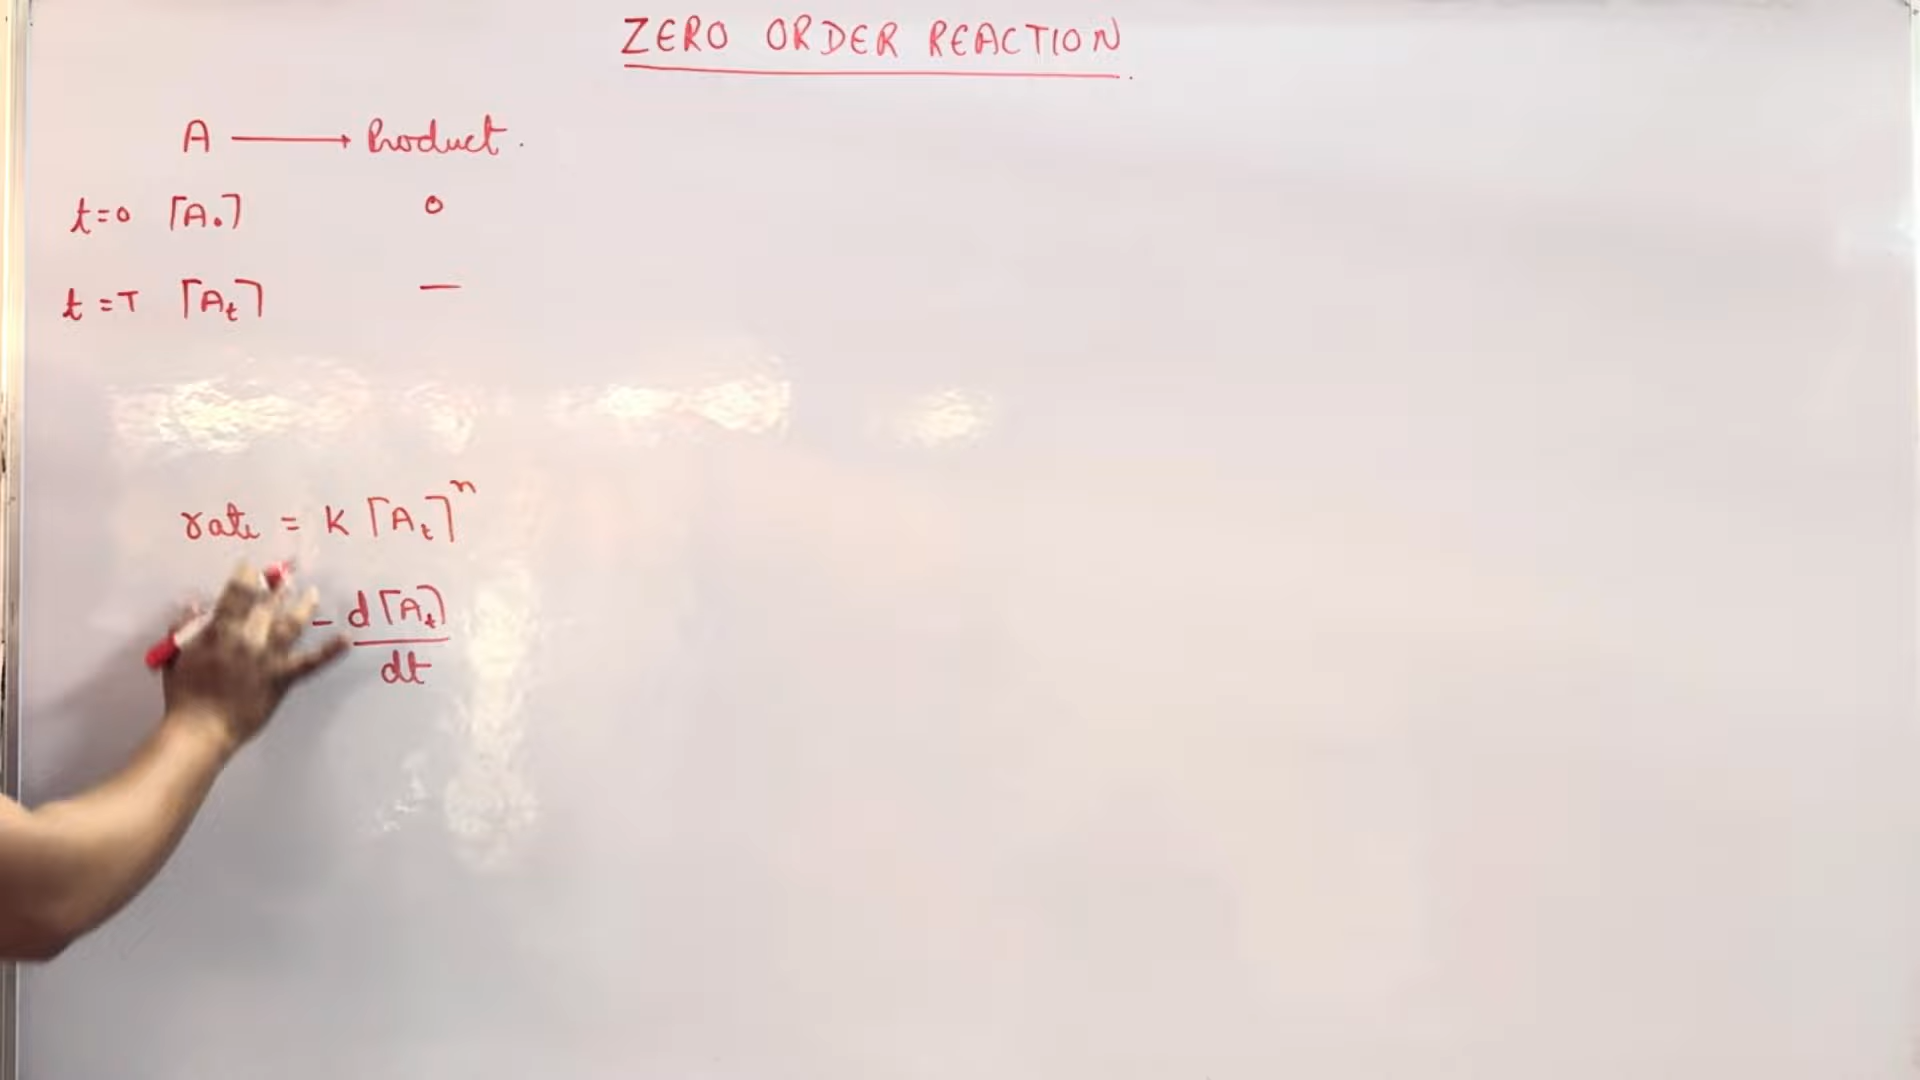 ZERO ORDER REACTION
A ⟶ Product.
t=0 [A₀] 0
t=T [Aₜ] —
rate = K [Aₜ]ⁿ
- d[Aₜ]
dt